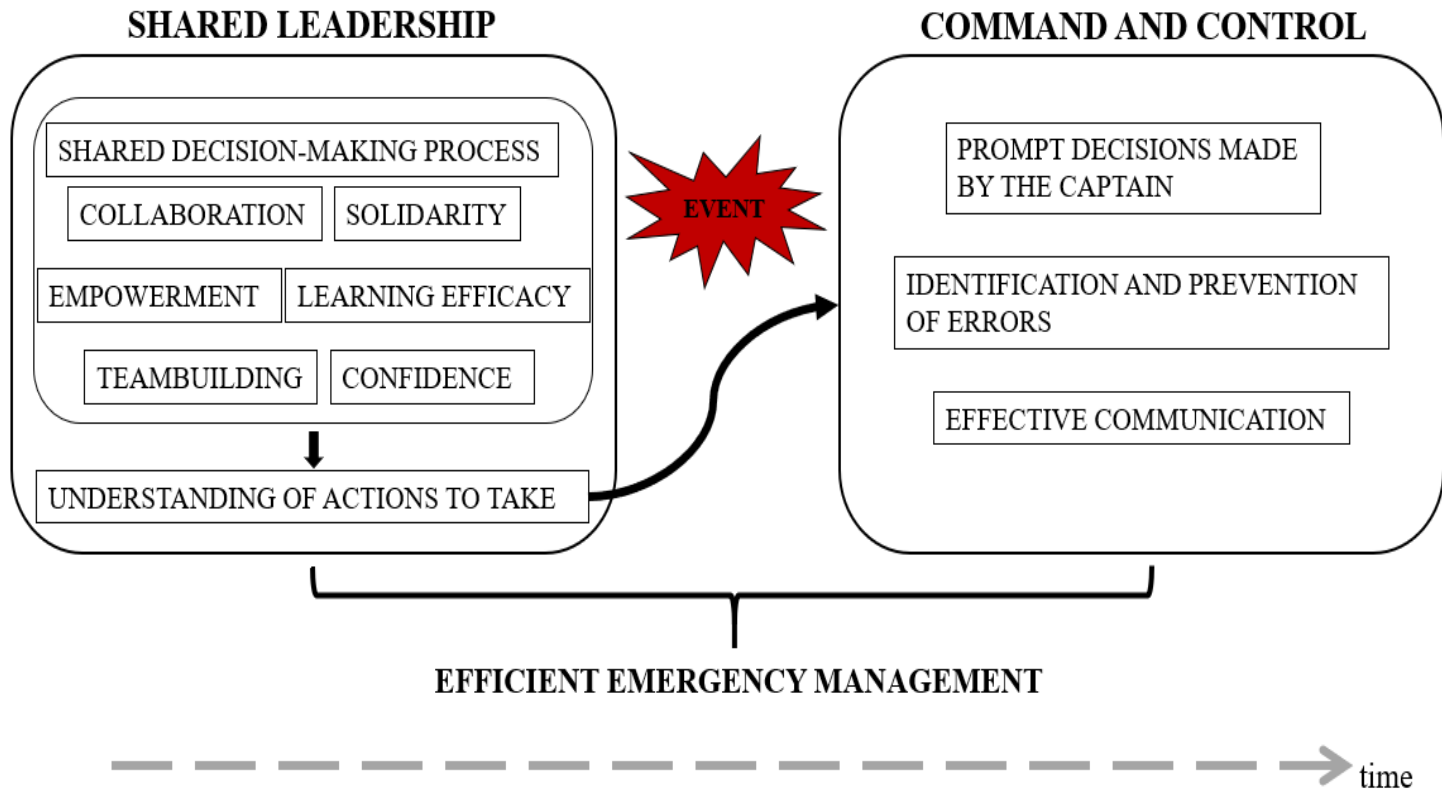 SHARED LEADERSHIP
COMMAND AND CONTROL
SHARED DECISION-MAKING PROCESS
COLLABORATION
SOLIDARITY
EMPOWERMENT
LEARNING EFFICACY
TEAMBUILDING
CONFIDENCE
UNDERSTANDING OF ACTIONS TO TAKE
EVENT
PROMPT DECISIONS MADE
BY THE CAPTAIN
IDENTIFICATION AND PREVENTION
OF ERRORS
EFFECTIVE COMMUNICATION
EFFICIENT EMERGENCY MANAGEMENT
time